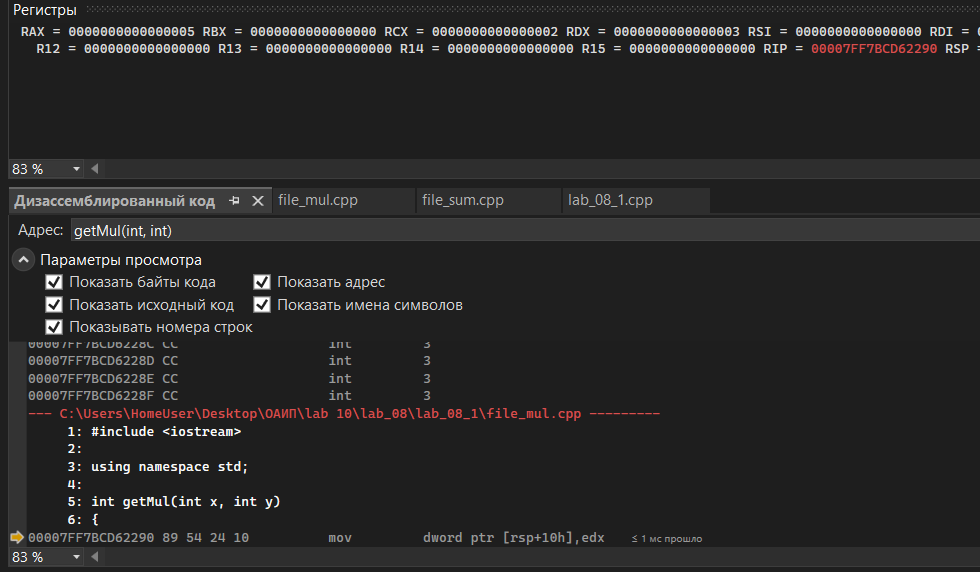 Регистры
RAX = 0000000000000005 RBX = 0000000000000000 RCX = 0000000000000002 RDX = 0000000000000003 RSI = 0000000000000000 RDI =
R12 = 0000000000000000 R13 = 0000000000000000 R14 = 0000000000000000 R15 = 0000000000000000 RIP = 00007FF7BCD62290 RSP =
83 %
Дизассемблированный код file_mul.cpp file_sum.cpp lab_08_1.cpp
Адрес: getMul(int, int)
Параметры просмотра
Показать байты кода Показать адрес
Показать исходный код Показать имена символов
Показывать номера строк
00007FF7BCD6228C CC int 3
00007FF7BCD6228D CC int 3
00007FF7BCD6228E CC int 3
00007FF7BCD6228F CC int 3
--- C:\Users\HomeUser\Desktop\ОАИП\lab 10\lab_08\lab_08_1\file_mul.cpp ---------
1: #include <iostream>
2:
3: using namespace std;
4:
5: int getMul(int x, int y)
6: {
00007FF7BCD62290 89 54 24 10 mov dword ptr [rsp+10h],edx ≤ 1 мс прошло
83 %